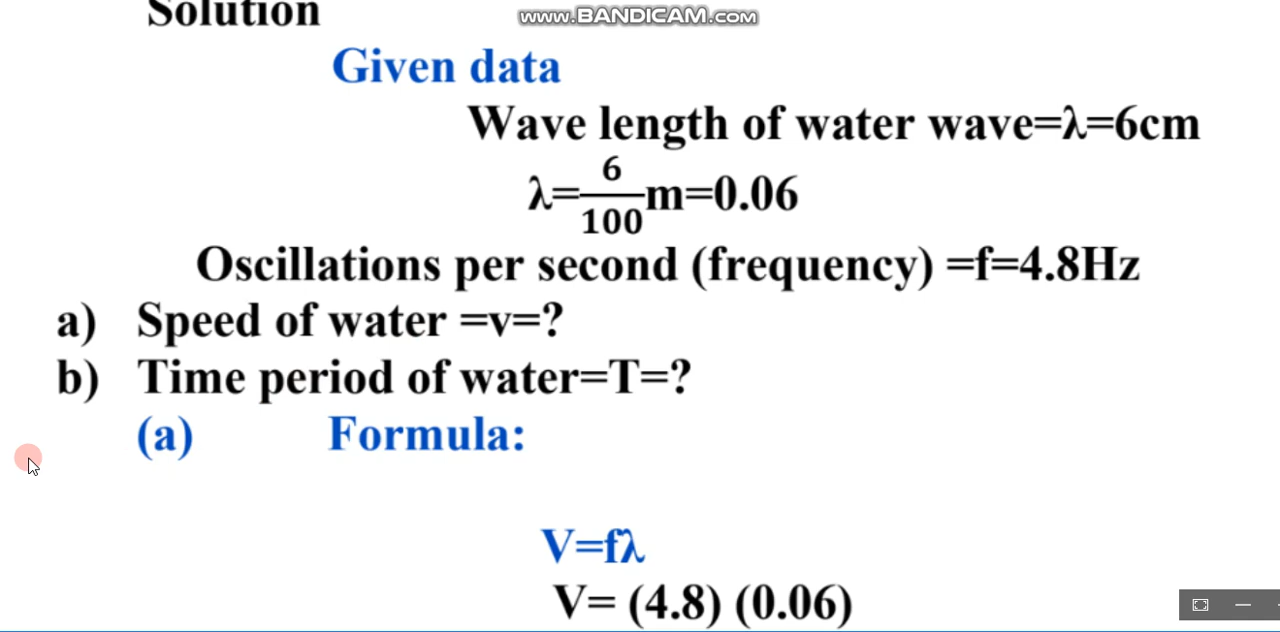 Solution
www.BANDICAM.com
Given data
Wave length of water wave=λ=6cm
λ=6/100m=0.06
Oscillations per second (frequency) =f=4.8Hz
a) Speed of water =v=?
b) Time period of water=T=?
(a) Formula:
V=fλ
V= (4.8) (0.06)